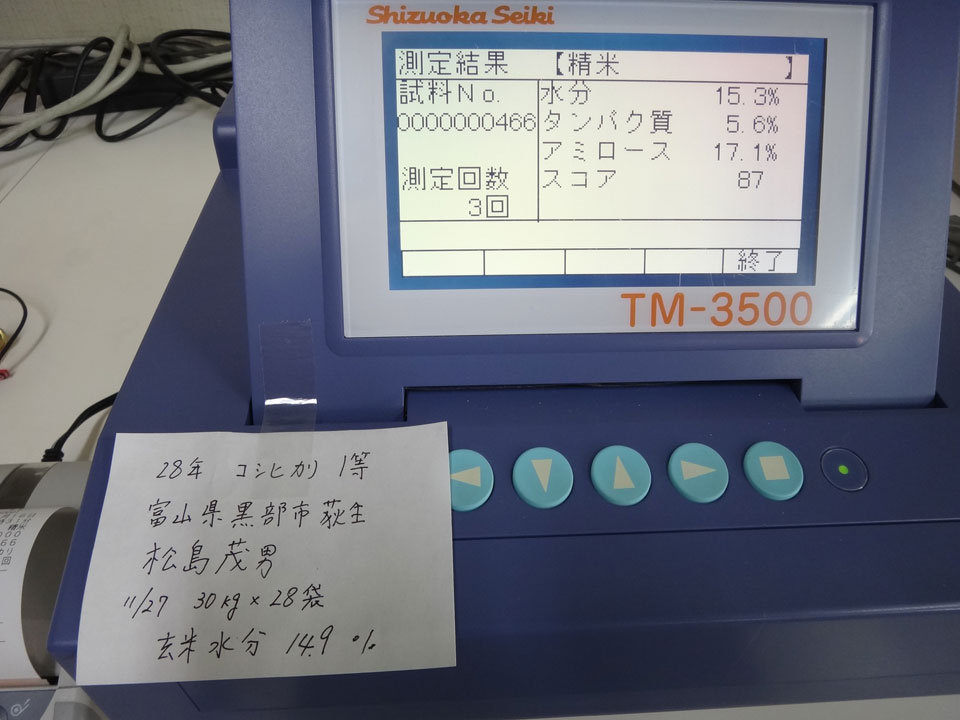 Shizuoka Seiki
測定結果 【精米 】
試料No.
0000000466
測定回数
3回
水分 15.3%
タンパク質 5.6%
アミロース 17.1%
スコア 87
終了
TM-3500
28年 コシヒカリ 1等
富山県黒部市荻生
松島茂男
11/27 30kg×28袋
玄米水分 14.9 %
精米